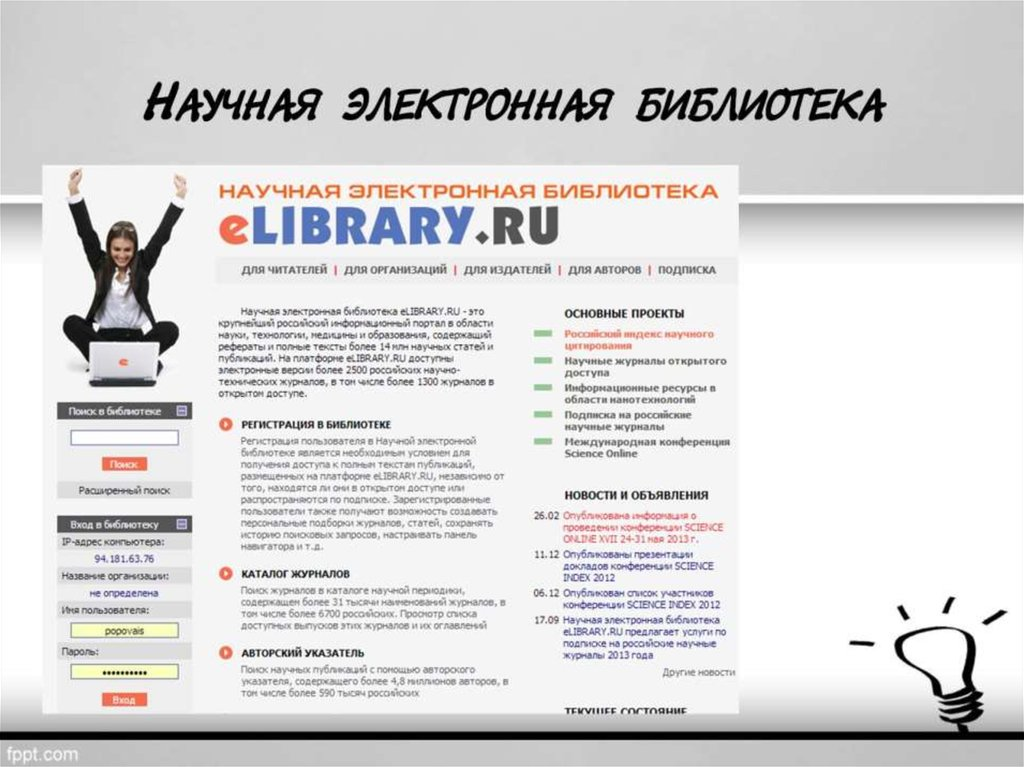 Научная электронная библиотека
НАУЧНАЯ ЭЛЕКТРОННАЯ БИБЛИОТЕКА
eLIBRARY.RU
ДЛЯ ЧИТАТЕЛЕЙ | ДЛЯ ОРГАНИЗАЦИЙ | ДЛЯ ИЗДАТЕЛЕЙ | ДЛЯ АВТОРОВ | ПОДПИСКА
Поиск в библиотеке
Поиск
Расширенный поиск
Вход в библиотеку
IP-адрес компьютера:
94.181.63.76
Название организации:
не определена
Имя пользователя:
popovais
Пароль:
••••••••••
Вход
Научная электронная библиотека eLIBRARY.RU - это
крупнейший российский информационный портал в области
науки, технологии, медицины и образования, содержащий
рефераты и полные тексты более 14 млн научных статей и
публикаций. На платформе eLIBRARY.RU доступны
электронные версии более 2500 российских научно-
технических журналов, в том числе более 1300 журналов в
открытом доступе.
РЕГИСТРАЦИЯ В БИБЛИОТЕКЕ
Регистрация пользователя в Научной электронной
библиотеке является необходимым условием для
получения доступа к полным текстам публикаций,
размещенных на платформе eLIBRARY.RU, независимо от
того, находятся ли они в открытом доступе или
распространяются по подписке. Зарегистрированные
пользователи также получают возможность создавать
персональные подборки журналов, статей, сохранять
историю поисковых запросов, настраивать панель
навигатора и т.д.
КАТАЛОГ ЖУРНАЛОВ
Поиск журналов в каталоге научной периодики,
содержащем более 31 тысячи наименований журналов, в
том числе более 6700 российских. Просмотр списка
доступных выпусков этих журналов и их оглавлений
АВТОРСКИЙ УКАЗАТЕЛЬ
Поиск научных публикаций с помощью авторского
указателя, содержащего более 4,8 миллионов авторов, в
том числе более 590 тысяч российских
ОСНОВНЫЕ ПРОЕКТЫ
Российский индекс научного
цитирования
Научные журналы открытого
доступа
Информационные ресурсы в
области нанотехнологий
Подписка на российские
научные журналы
Международная конференция
Science Online
НОВОСТИ И ОБЪЯВЛЕНИЯ
26.02 Опубликована информация о
проведении конференции SCIENCE
ONLINE XVII 24-31 мая 2013 г.
11.12 Опубликованы презентации
докладов конференции SCIENCE
INDEX 2012
06.12 Опубликован список участников
конференции SCIENCE INDEX 2012
17.09 Научная электронная библиотека
eLIBRARY.RU предлагает услуги по
подписке на российские научные
журналы 2013 года
Другие новости
ТЕКУЩЕЕ СОСТОЯНИЕ
fppt.com